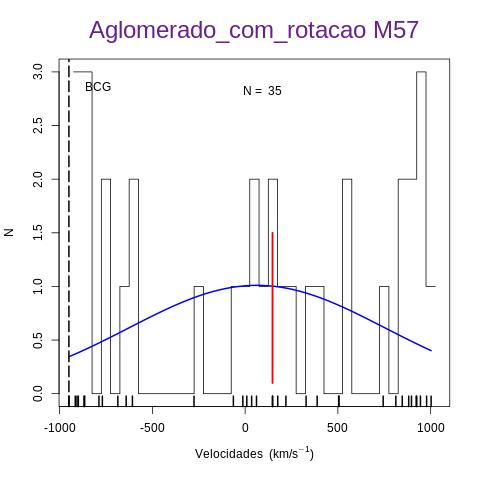 Aglomerado_com_rotacao M57
BCG
N = 35
3.0
2.5
2.0
1.5
1.0
0.5
0.0
N
-1000 -500 0 500 1000
Velocidades (km/s⁻¹)